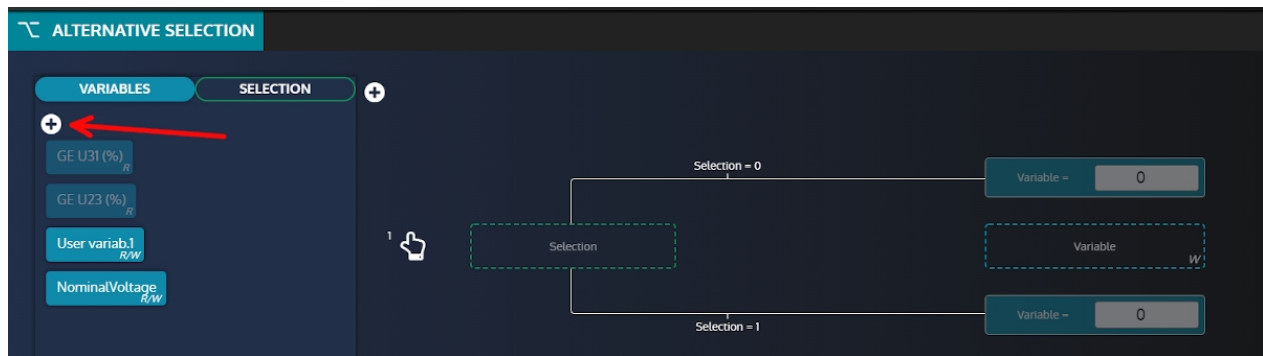 ALTERNATIVE SELECTION
VARIABLES
SELECTION
GE U31 (%)
R
GE U23 (%)
R
User variab.1
R/W
NominalVoltage
R/W
1
Selection = 0
Variable =
0
Selection
Variable
W
Selection = 1
Variable =
0